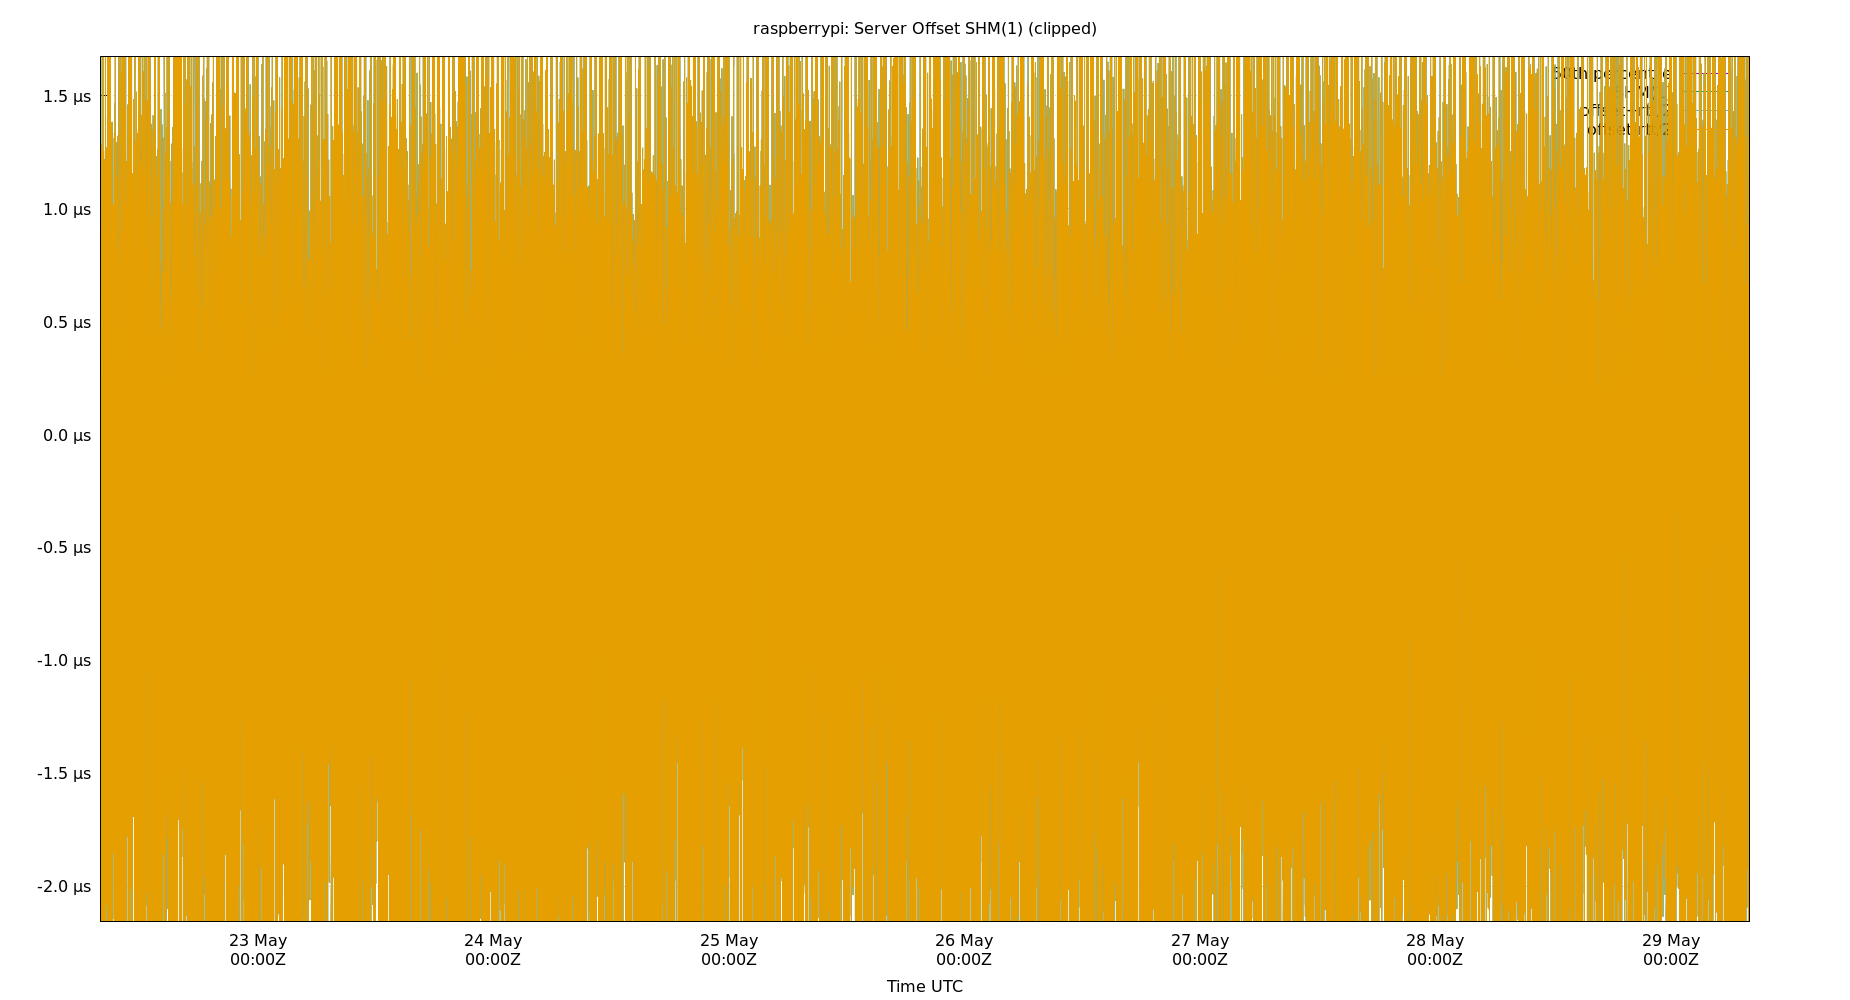 raspberrypi: Server Offset SHM(1) (clipped)
1.5 µs
1.0 µs
0.5 µs
0.0 µs
-0.5 µs
-1.0 µs
-1.5 µs
-2.0 µs
23 May 24 May 25 May 26 May 27 May 28 May 29 May
00:00Z 00:00Z 00:00Z 00:00Z 00:00Z 00:00Z 00:00Z
Time UTC